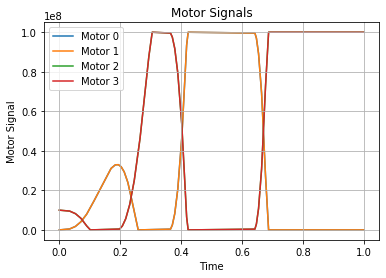 Motor Signals
1e8
Motor 0
Motor 1
Motor 2
Motor 3
Motor Signal
1.0
0.8
0.6
0.4
0.2
0.0
0.0 0.2 0.4 0.6 0.8 1.0
Time